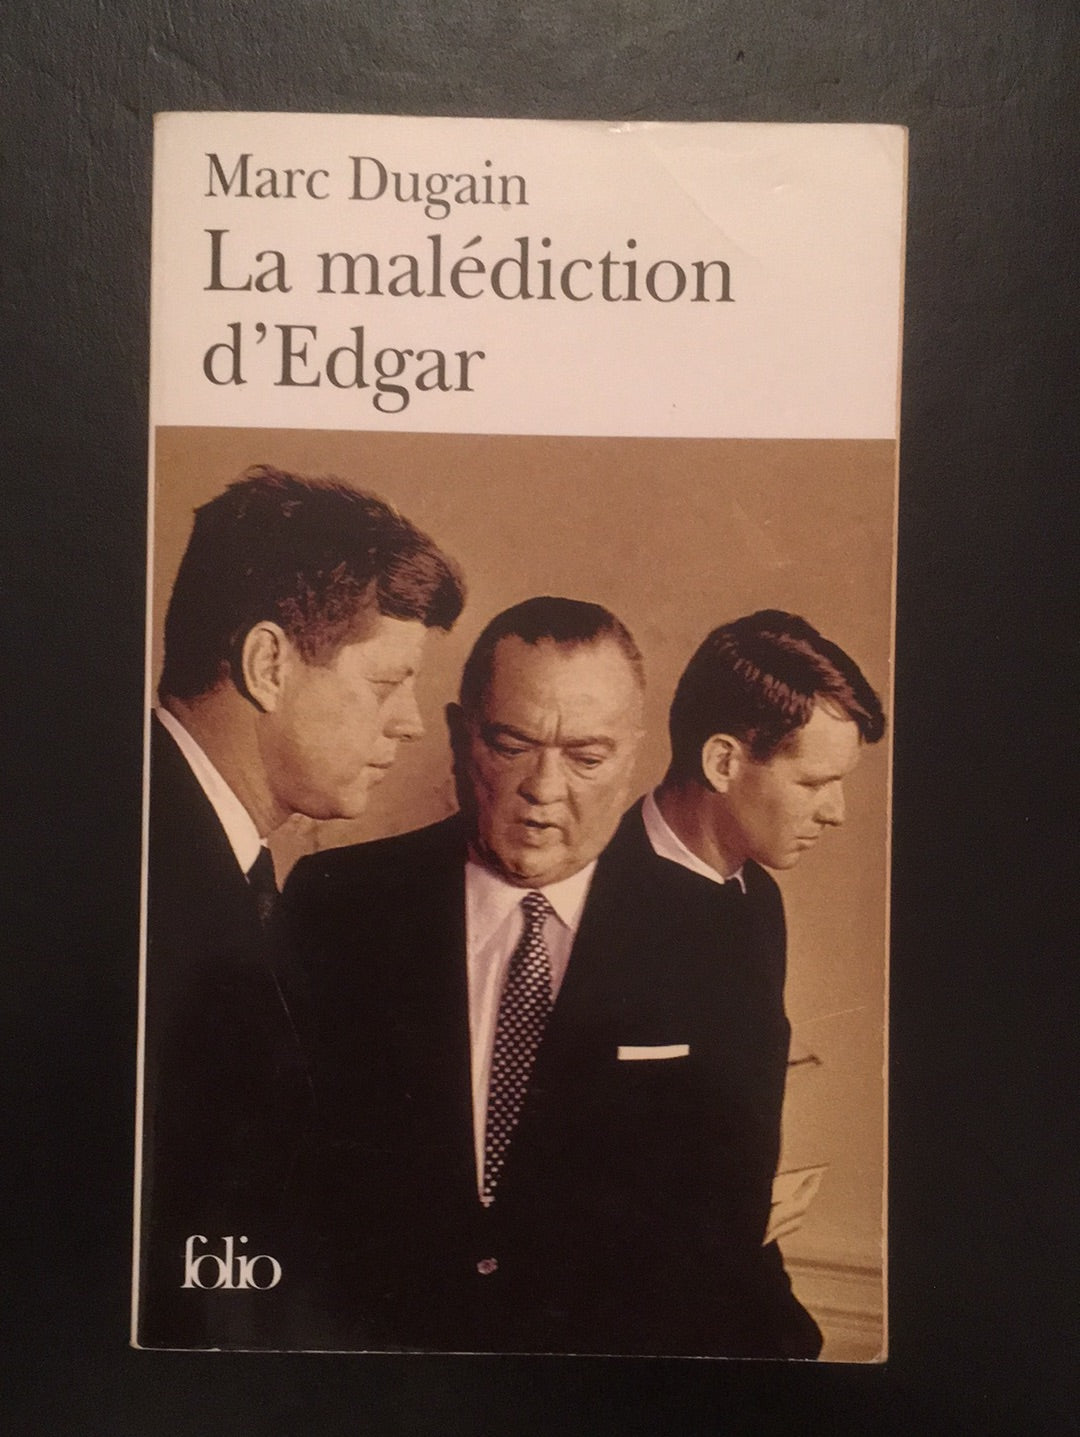 Marc Dugain
La malédiction
d’Edgar
folio